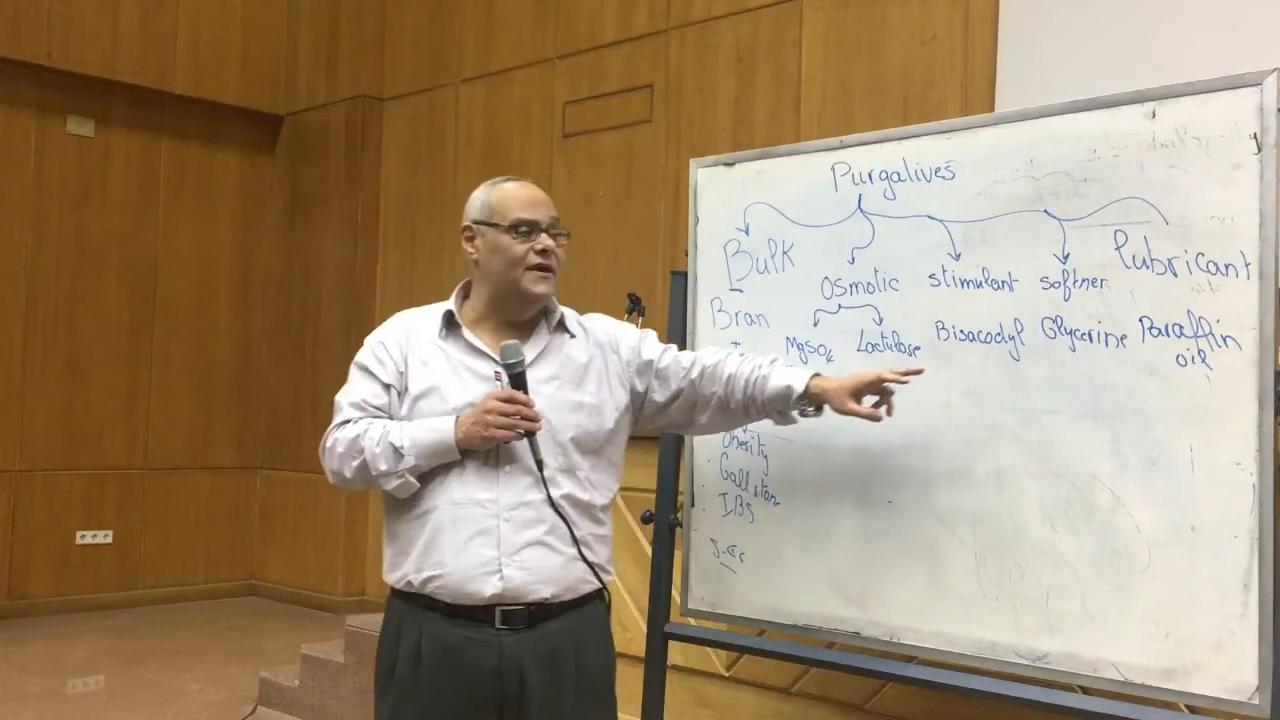 Purgatives
Bulk
Osmotic
stimulant
softner
lubricant
Bran
MgSO4
Lactulose
Bisacodyl
Glycerine
Paraffin
oil
Obesity
Gall stone
IBS